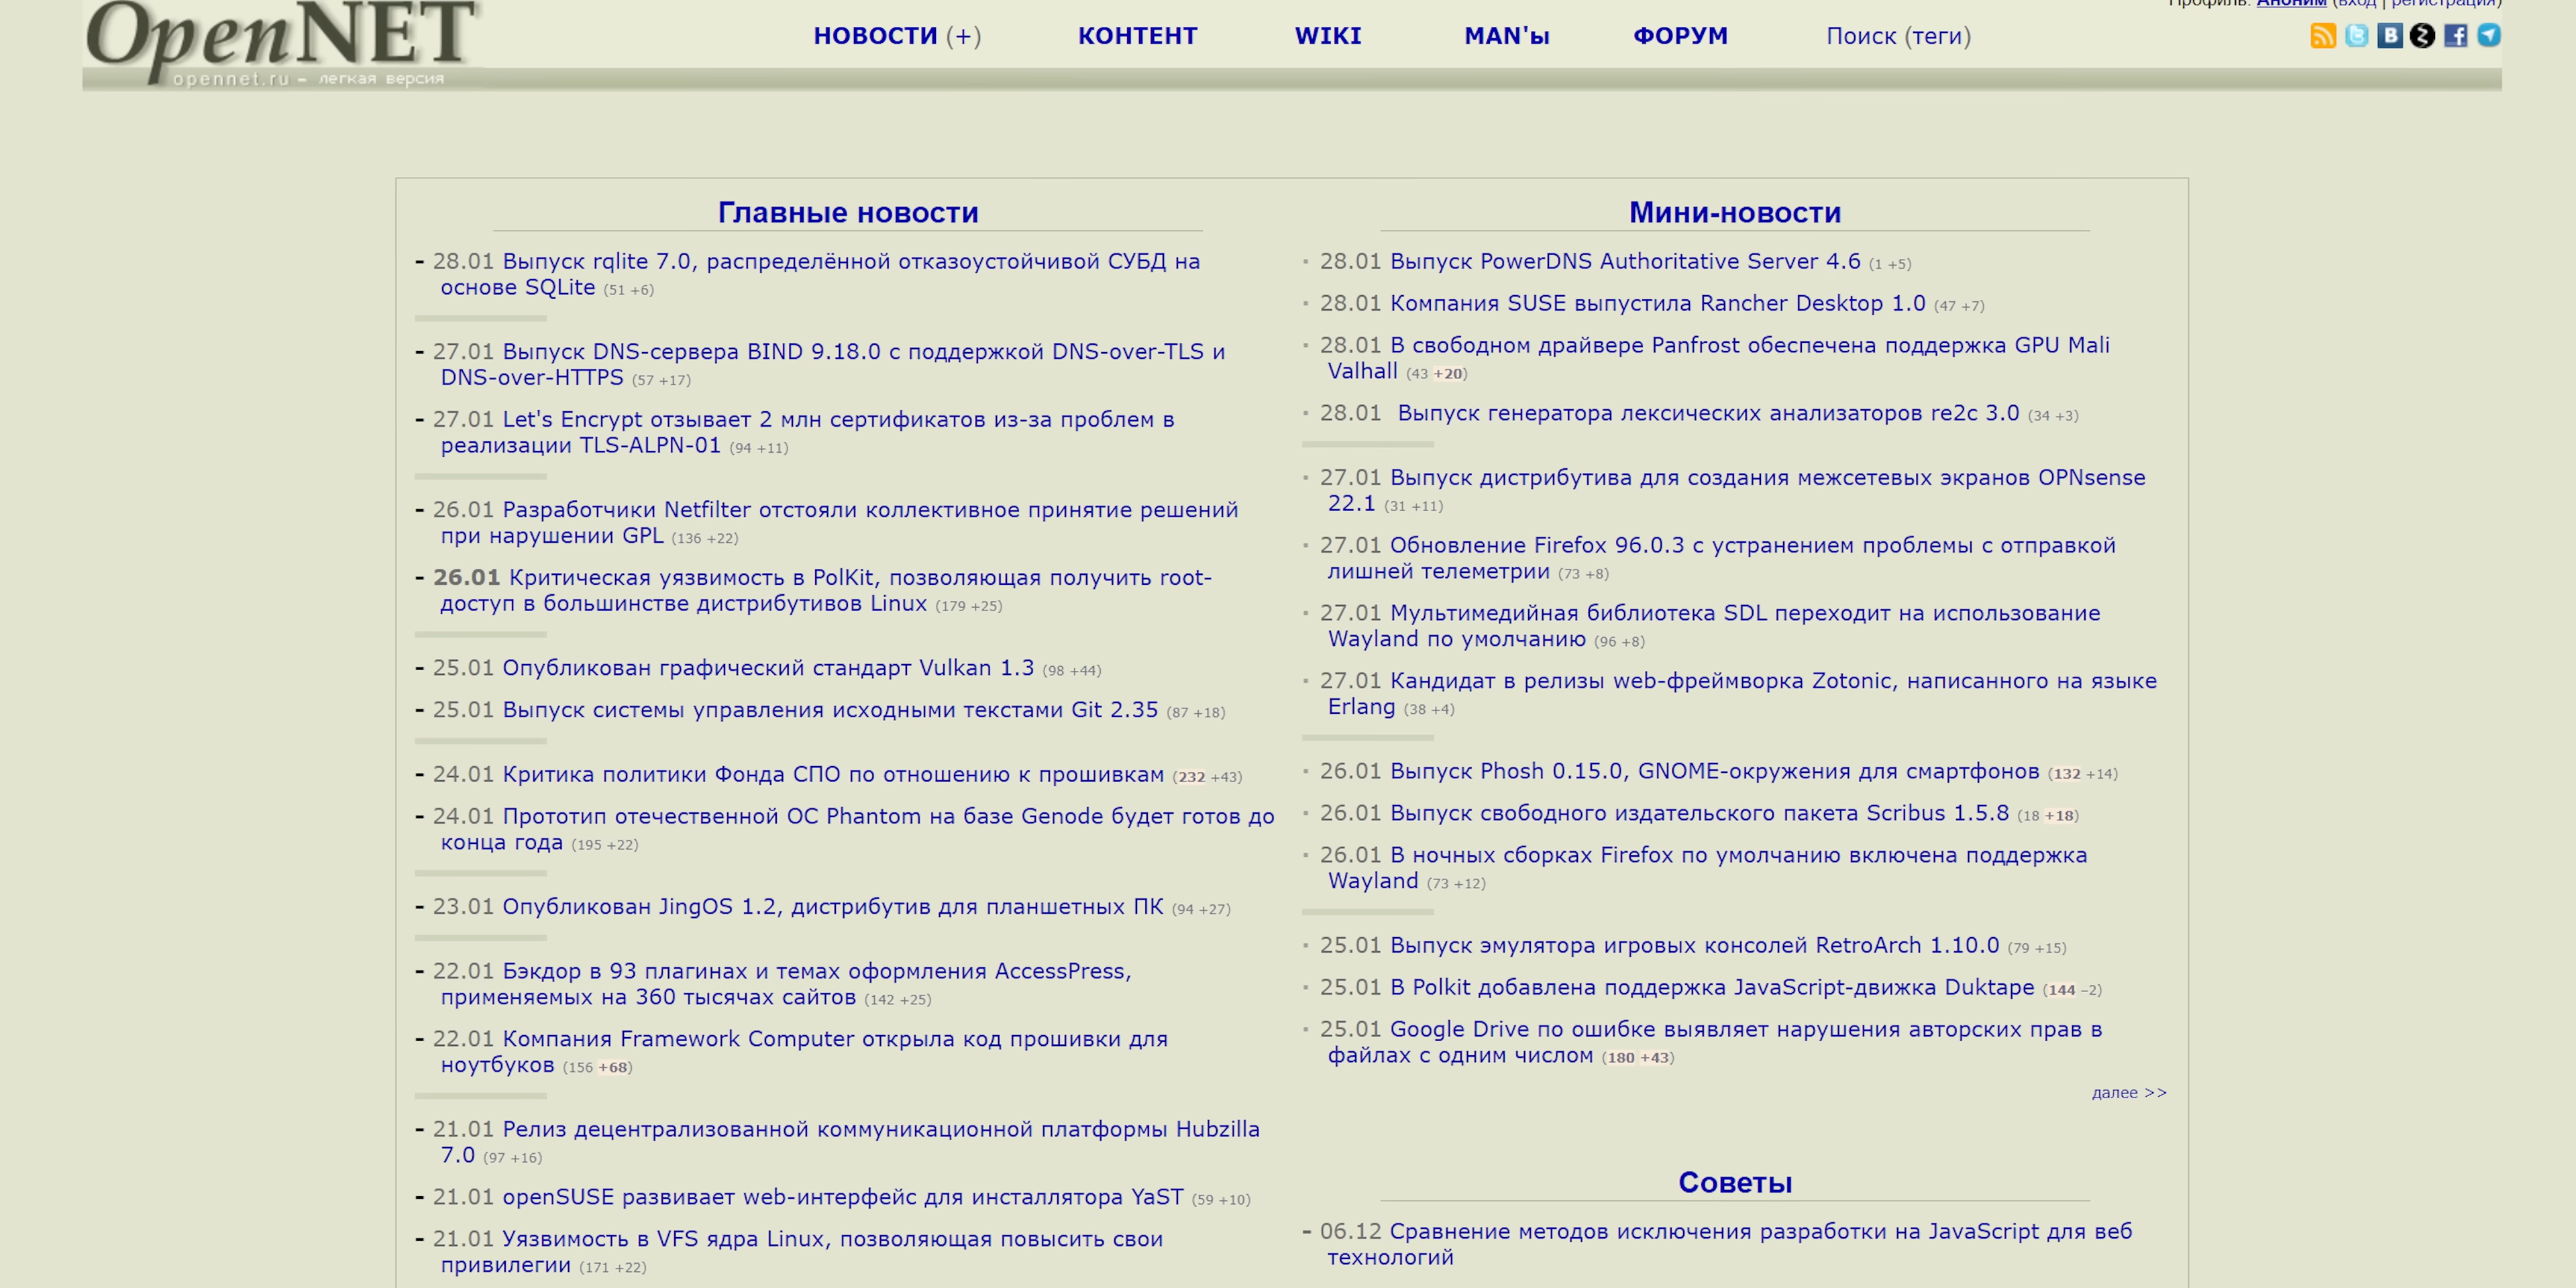 Профиль: Аноним (вход | регистрация)
OpenNET
opennet.ru – легкая версия
НОВОСТИ (+) КОНТЕНТ WIKI MAN'ы ФОРУМ Поиск (теги)
Главные новости
- 28.01 Выпуск rqlite 7.0, распределённой отказоустойчивой СУБД на
основе SQLite (51 +6)
- 27.01 Выпуск DNS-сервера BIND 9.18.0 с поддержкой DNS-over-TLS и
DNS-over-HTTPS (57 +17)
- 27.01 Let's Encrypt отзывает 2 млн сертификатов из-за проблем в
реализации TLS-ALPN-01 (94 +11)
- 26.01 Разработчики Netfilter отстояли коллективное принятие решений
при нарушении GPL (136 +22)
- 26.01 Критическая уязвимость в PolKit, позволяющая получить root-
доступ в большинстве дистрибутивов Linux (179 +25)
- 25.01 Опубликован графический стандарт Vulkan 1.3 (98 +44)
- 25.01 Выпуск системы управления исходными текстами Git 2.35 (87 +18)
- 24.01 Критика политики Фонда СПО по отношению к прошивкам (232 +43)
- 24.01 Прототип отечественной ОС Phantom на базе Genode будет готов до
конца года (195 +22)
- 23.01 Опубликован JingOS 1.2, дистрибутив для планшетных ПК (94 +27)
- 22.01 Бэкдор в 93 плагинах и темах оформления AccessPress,
применяемых на 360 тысячах сайтов (142 +25)
- 22.01 Компания Framework Computer открыла код прошивки для
ноутбуков (156 +68)
- 21.01 Релиз децентрализованной коммуникационной платформы Hubzilla
7.0 (97 +16)
- 21.01 openSUSE развивает web-интерфейс для инсталлятора YaST (59 +10)
- 21.01 Уязвимость в VFS ядра Linux, позволяющая повысить свои
привилегии (171 +22)
Мини-новости
· 28.01 Выпуск PowerDNS Authoritative Server 4.6 (1 +5)
· 28.01 Компания SUSE выпустила Rancher Desktop 1.0 (47 +7)
· 28.01 В свободном драйвере Panfrost обеспечена поддержка GPU Mali
Valhall (43 +20)
· 28.01 Выпуск генератора лексических анализаторов re2c 3.0 (34 +3)
· 27.01 Выпуск дистрибутива для создания межсетевых экранов OPNsense
22.1 (31 +11)
· 27.01 Обновление Firefox 96.0.3 с устранением проблемы с отправкой
лишней телеметрии (73 +8)
· 27.01 Мультимедийная библиотека SDL переходит на использование
Wayland по умолчанию (96 +8)
· 27.01 Кандидат в релизы web-фреймворка Zotonic, написанного на языке
Erlang (38 +4)
· 26.01 Выпуск Phosh 0.15.0, GNOME-окружения для смартфонов (132 +14)
· 26.01 Выпуск свободного издательского пакета Scribus 1.5.8 (18 +18)
· 26.01 В ночных сборках Firefox по умолчанию включена поддержка
Wayland (73 +12)
· 25.01 Выпуск эмулятора игровых консолей RetroArch 1.10.0 (79 +15)
· 25.01 В Polkit добавлена поддержка JavaScript-движка Duktape (144 –2)
· 25.01 Google Drive по ошибке выявляет нарушения авторских прав в
файлах с одним числом (180 +43)
далее >>
Советы
- 06.12 Сравнение методов исключения разработки на JavaScript для веб
технологий